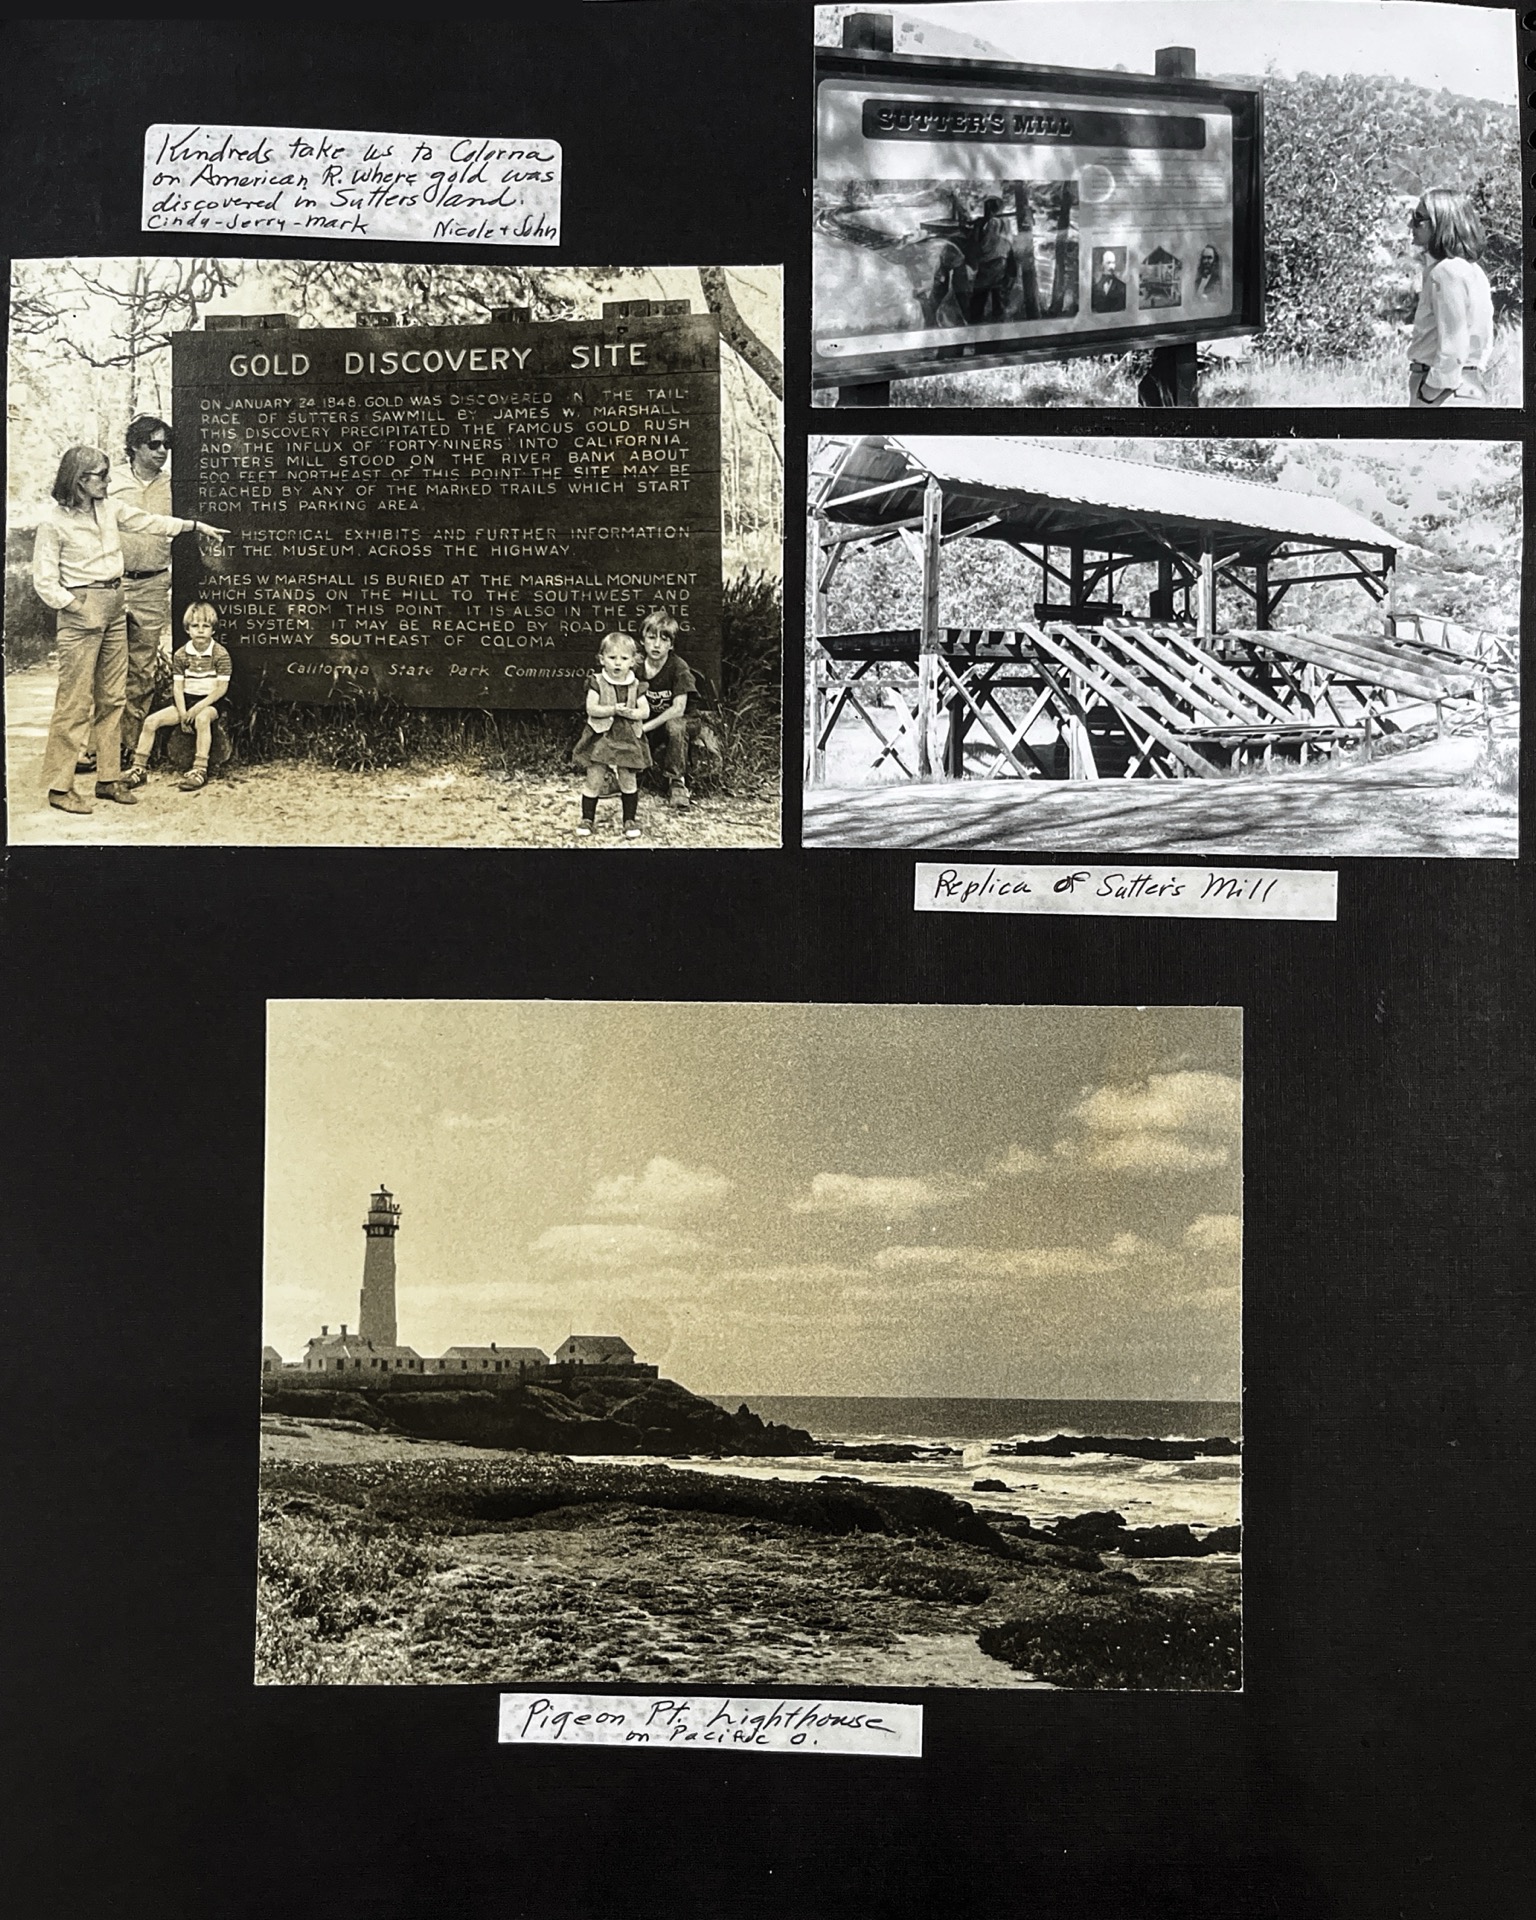 Kindreds take us to Coloma
on American R. where gold was
discovered in Sutters land.
Cinda-Jerry-Mark Nicole + John
GOLD DISCOVERY SITE
ON JANUARY 24 1848, GOLD WAS DISCOVERED IN THE TAIL-
RACE OF SUTTERS SAWMILL BY JAMES W. MARSHALL.
THIS DISCOVERY PRECIPITATED THE FAMOUS GOLD RUSH
AND THE INFLUX OF "FORTY-NINERS" INTO CALIFORNIA.
SUTTER'S MILL STOOD ON THE RIVER BANK ABOUT
500 FEET NORTHEAST OF THIS POINT. THE SITE MAY BE
REACHED BY ANY OF THE MARKED TRAILS WHICH START
FROM THIS PARKING AREA.
HISTORICAL EXHIBITS AND FURTHER INFORMATION
VISIT THE MUSEUM, ACROSS THE HIGHWAY.
JAMES W MARSHALL IS BURIED AT THE MARSHALL MONUMENT
WHICH STANDS ON THE HILL TO THE SOUTHWEST AND
VISIBLE FROM THIS POINT. IT IS ALSO IN THE STATE
SYSTEM. IT MAY BE REACHED BY ROAD
HIGHWAY SOUTHEAST OF COLOMA
California State Park Commission
SUTTER'S MILL
Replica of Sutter's Mill
Pigeon Pt. Lighthouse
on Pacific O.